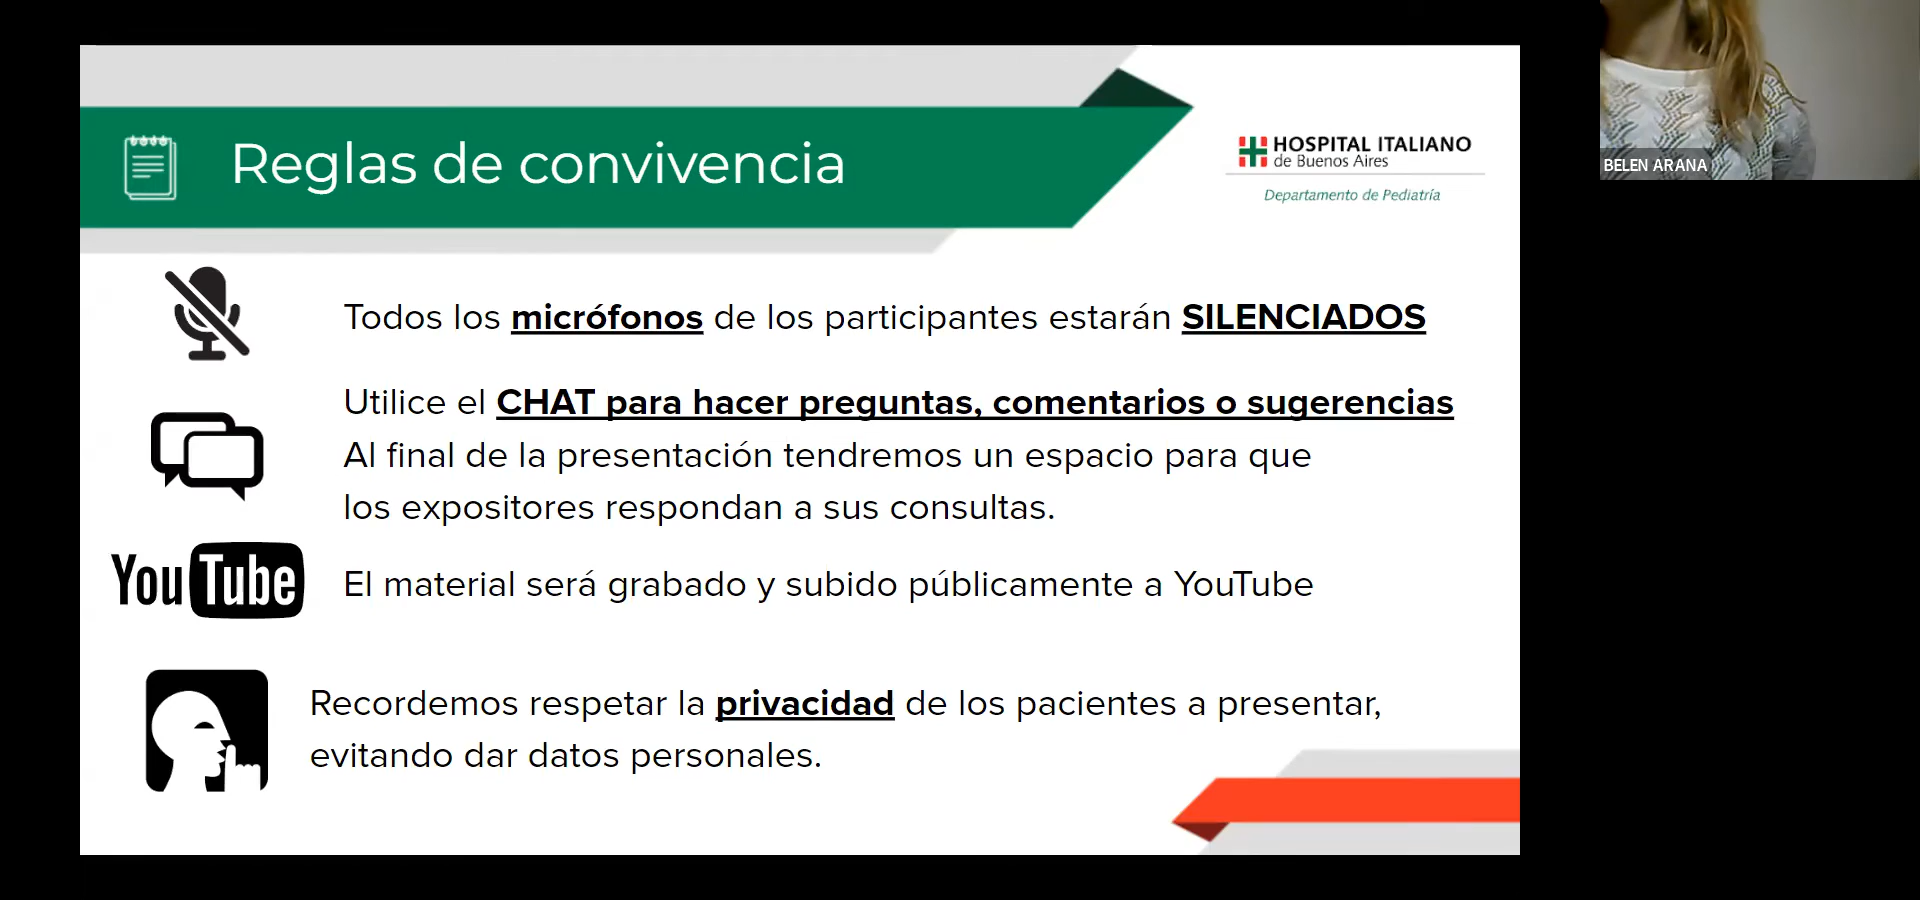 Reglas de convivencia
HOSPITAL ITALIANO
de Buenos Aires
Departamento de Pediatría
BELEN ARANA
Todos los micrófonos de los participantes estarán SILENCIADOS
Utilice el CHAT para hacer preguntas, comentarios o sugerencias
Al final de la presentación tendremos un espacio para que
los expositores respondan a sus consultas.
YouTube
El material será grabado y subido públicamente a YouTube
Recordemos respetar la privacidad de los pacientes a presentar,
evitando dar datos personales.